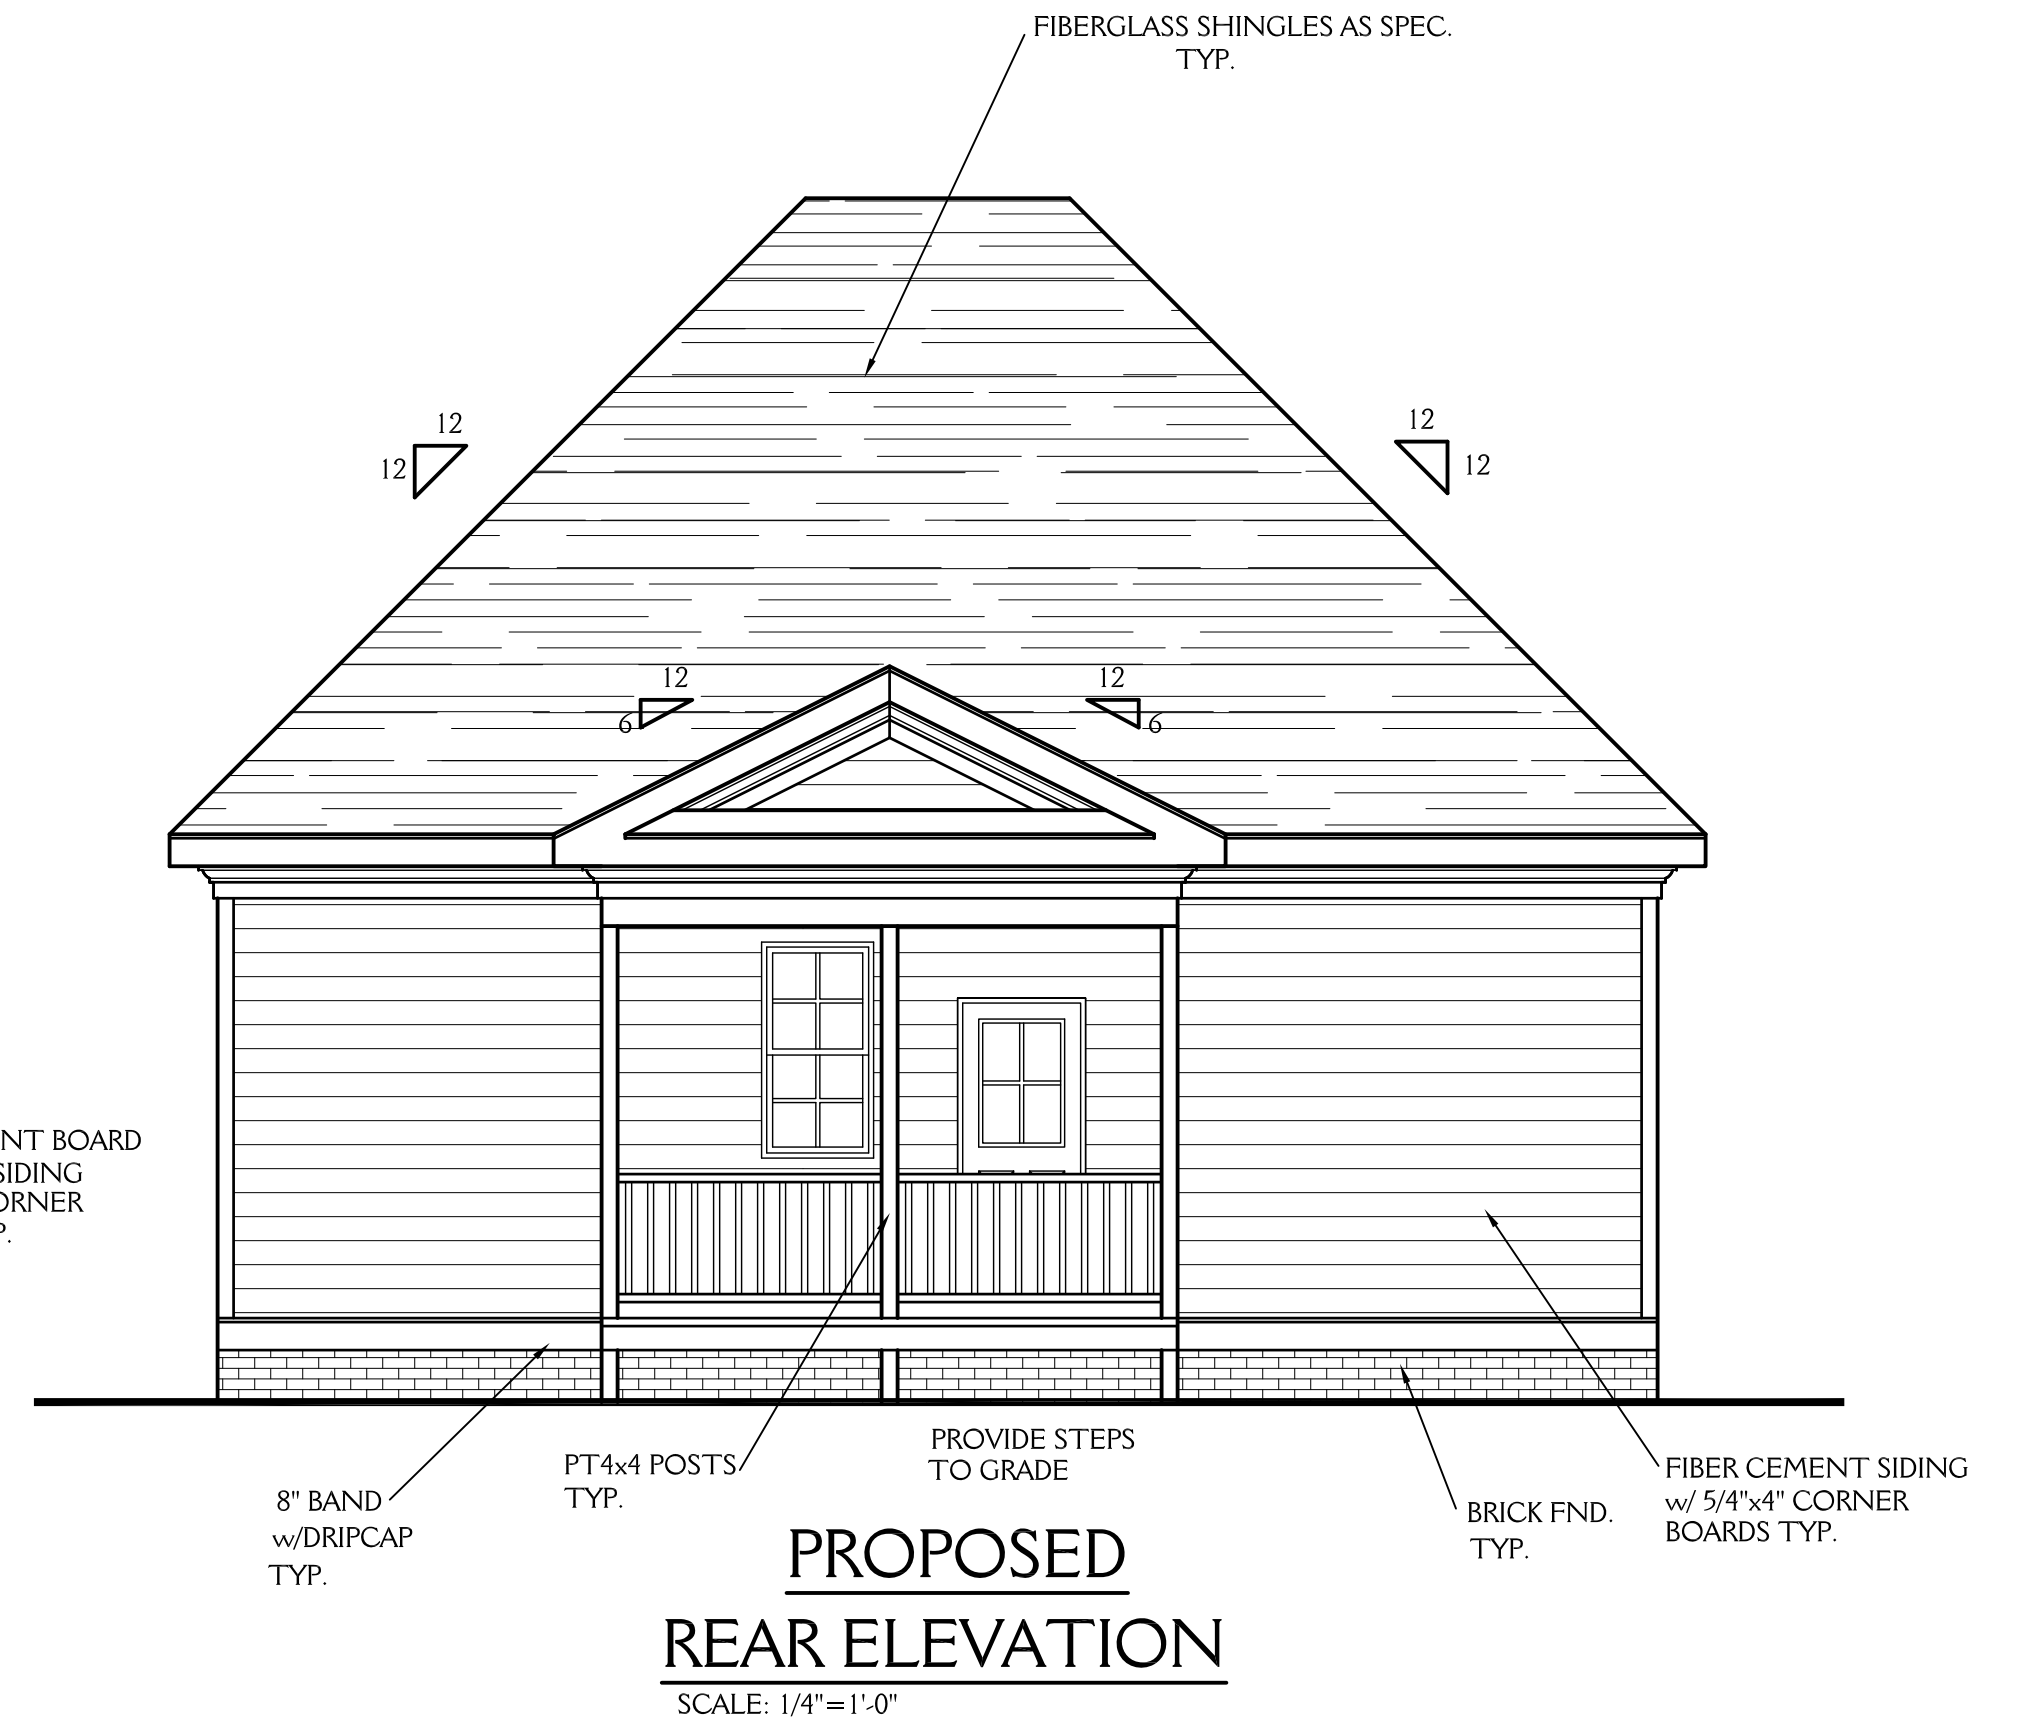 FIBERGLASS SHINGLES AS SPEC.
TYP.
12
12
12
12
12
6
12
6
NT BOARD
SIDING
ORNER
P.
PROVIDE STEPS
TO GRADE
PT4x4 POSTS
TYP.
8" BAND
w/DRIPCAP
TYP.
FIBER CEMENT SIDING
w/ 5/4"x4" CORNER
BOARDS TYP.
BRICK FND.
TYP.
PROPOSED
REAR ELEVATION
SCALE: 1/4"=1'-0"